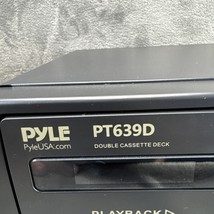 PYLE PT639D
PyleUSA.com DOUBLE CASSETTE DECK
PLAYBACK